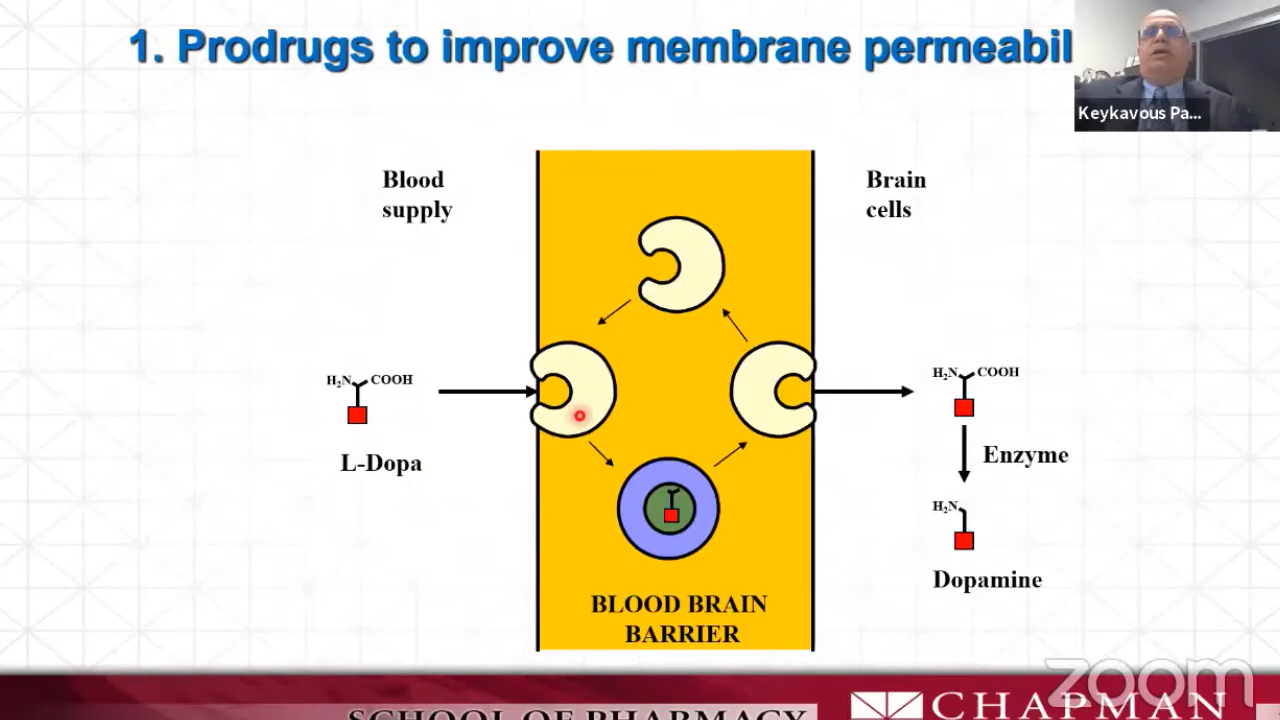 1. Prodrugs to improve membrane permeabil
Keykavous Pa...
Blood
supply
Brain
cells
H₂N COOH
L-Dopa
H₂N COOH
Enzyme
H₂N
Dopamine
BLOOD BRAIN
BARRIER
zoom
CHAPMAN
SCHOOL OF PHARMACY